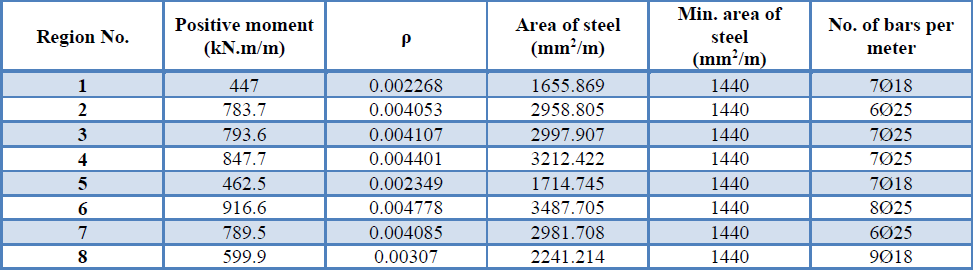 Region No. Positive moment (kN.m/m) ρ Area of steel (mm²/m) Min. area of steel (mm²/m) No. of bars per meter
1 447 0.002268 1655.869 1440 7Ø18
2 783.7 0.004053 2958.805 1440 6Ø25
3 793.6 0.004107 2997.907 1440 7Ø25
4 847.7 0.004401 3212.422 1440 7Ø25
5 462.5 0.002349 1714.745 1440 7Ø18
6 916.6 0.004778 3487.705 1440 8Ø25
7 789.5 0.004085 2981.708 1440 6Ø25
8 599.9 0.00307 2241.214 1440 9Ø18